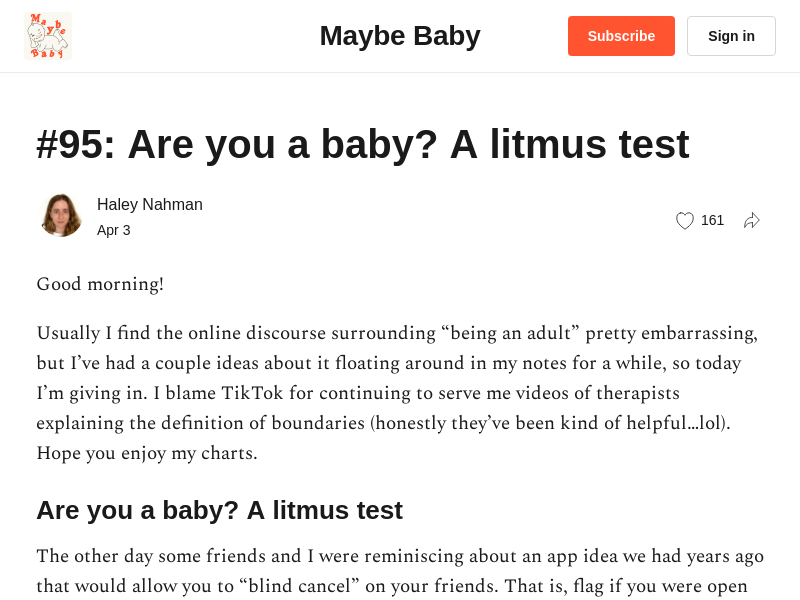 Maybe
Baby
Maybe Baby
Subscribe
Sign in
#95: Are you a baby? A litmus test
Haley Nahman
Apr 3
161
Good morning!
Usually I find the online discourse surrounding “being an adult” pretty embarrassing,
but I’ve had a couple ideas about it floating around in my notes for a while, so today
I’m giving in. I blame TikTok for continuing to serve me videos of therapists
explaining the definition of boundaries (honestly they’ve been kind of helpful…lol).
Hope you enjoy my charts.
Are you a baby? A litmus test
The other day some friends and I were reminiscing about an app idea we had years ago
that would allow you to “blind cancel” on your friends. That is, flag if you were open